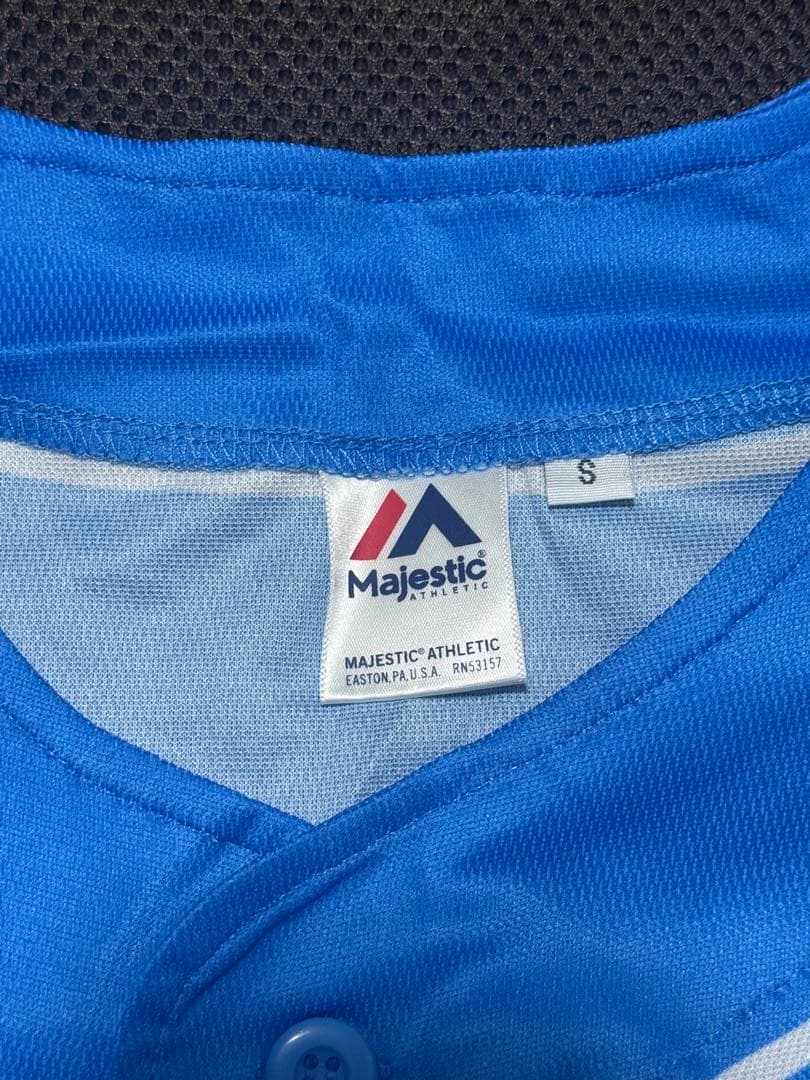 S
Majestic®
ATHLETIC
MAJESTIC® ATHLETIC
EASTON, PA, U.S.A. RN53157